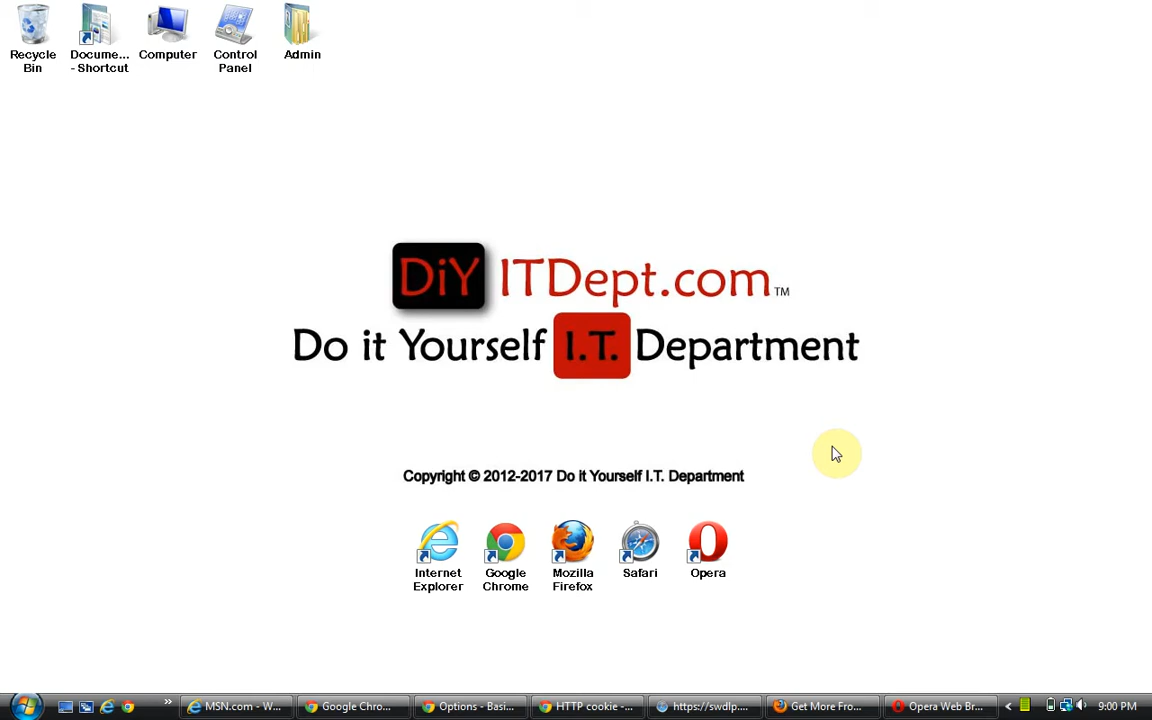 Recycle Bin
Docume... - Shortcut
Computer
Control Panel
Admin
DiY ITDept.com TM
Do it Yourself I.T. Department
Copyright © 2012-2017 Do it Yourself I.T. Department
Internet Explorer
Google Chrome
Mozilla Firefox
Safari
Opera
»
MSN.com - W...
Google Chro...
Options - Basi...
HTTP cookie -...
https://swdlp....
Get More Fro...
Opera Web Br...
9:00 PM